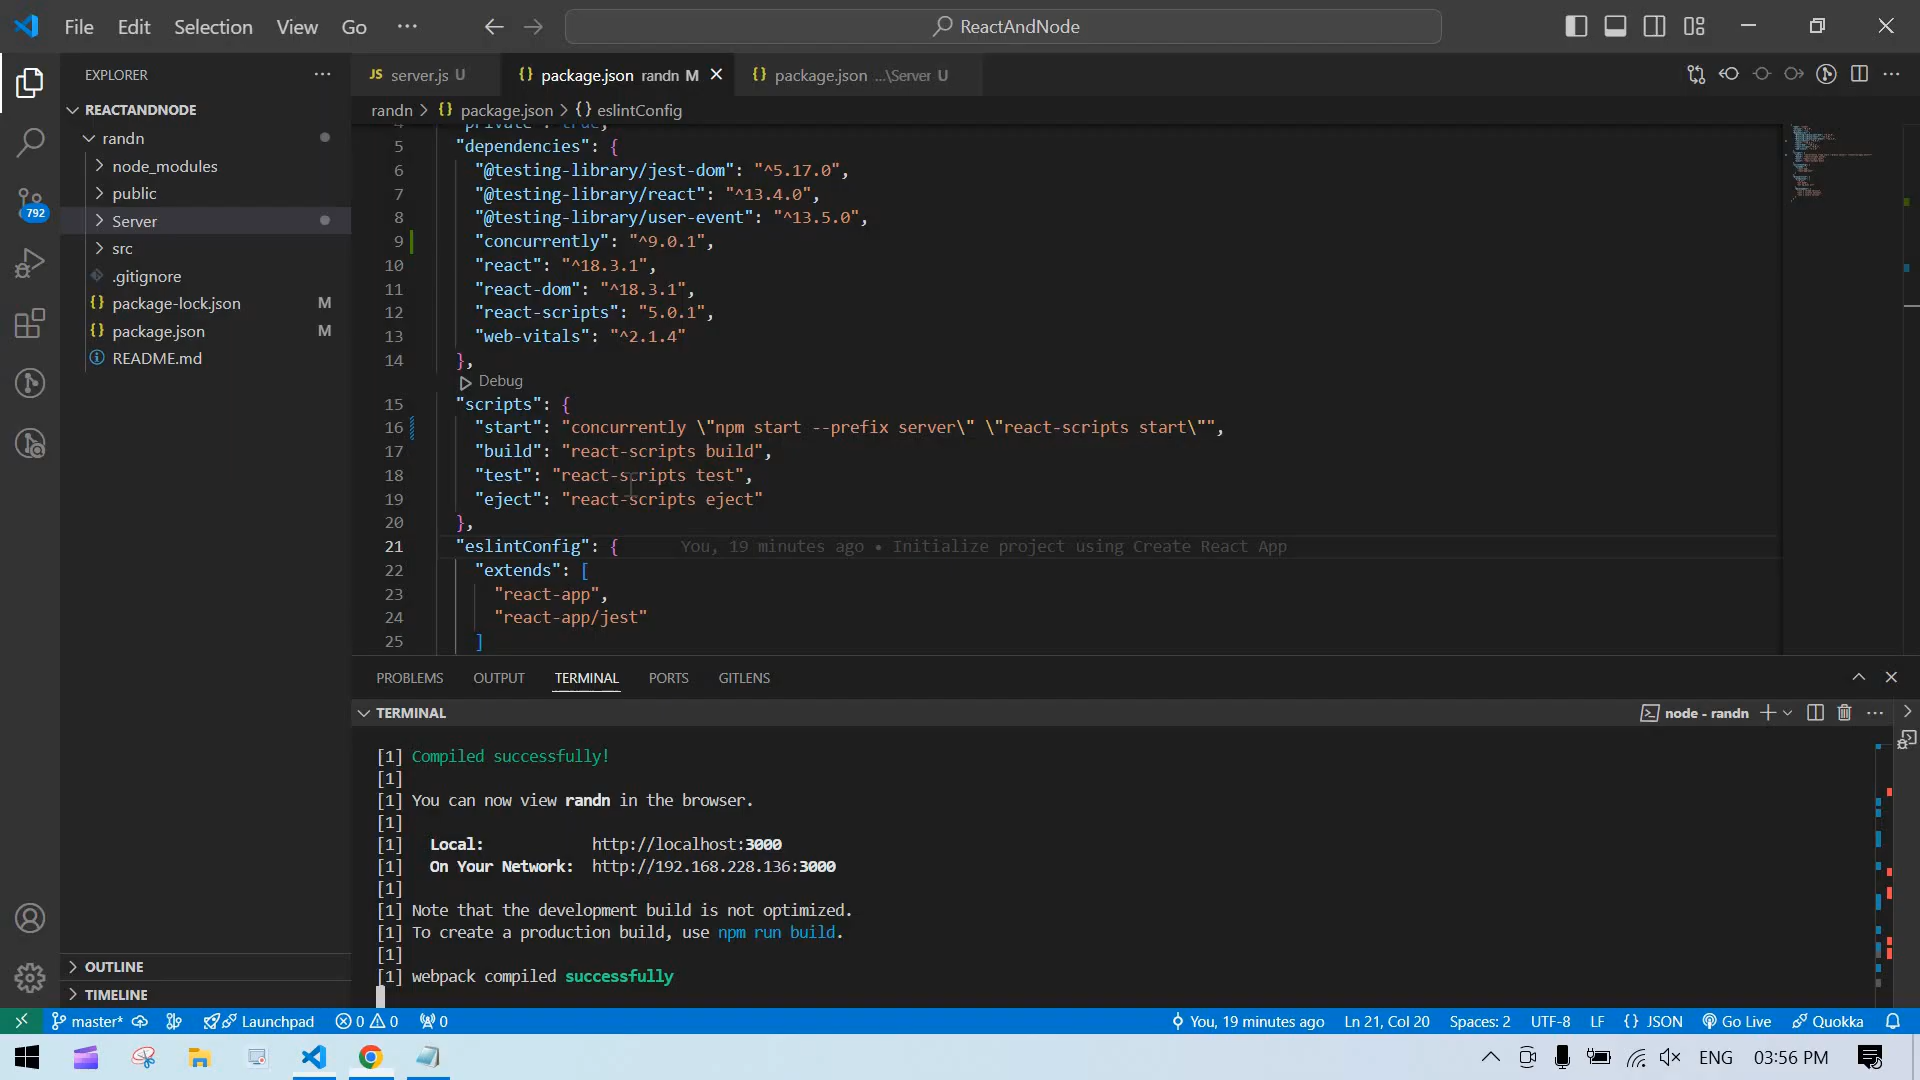 File Edit Selection View Go ··· ReactAndNode
EXPLORER ···
REACTANDNODE
randn
node_modules
public
Server
src
.gitignore
package-lock.json M
package.json M
README.md
OUTLINE
TIMELINE
792
JS server.js U {} package.json randn M {} package.json ...\Server U
randn > {} package.json > {} eslintConfig
4 "private": true,
5 "dependencies": {
6 "@testing-library/jest-dom": "^5.17.0",
7 "@testing-library/react": "^13.4.0",
8 "@testing-library/user-event": "^13.5.0",
9 "concurrently": "^9.0.1",
10 "react": "^18.3.1",
11 "react-dom": "^18.3.1",
12 "react-scripts": "5.0.1",
13 "web-vitals": "^2.1.4"
14 },
Debug
15 "scripts": {
16 "start": "concurrently \"npm start --prefix server\" \"react-scripts start\"",
17 "build": "react-scripts build",
18 "test": "react-scripts test",
19 "eject": "react-scripts eject"
20 },
21 "eslintConfig": { You, 19 minutes ago • Initialize project using Create React App
22 "extends": [
23 "react-app",
24 "react-app/jest"
25 ]
PROBLEMS OUTPUT TERMINAL PORTS GITLENS
TERMINAL node - randn
[1] Compiled successfully!
[1]
[1] You can now view randn in the browser.
[1]
[1] Local: http://localhost:3000
[1] On Your Network: http://192.168.228.136:3000
[1]
[1] Note that the development build is not optimized.
[1] To create a production build, use npm run build.
[1]
[1] webpack compiled successfully
master* Launchpad 0 0 0 You, 19 minutes ago Ln 21, Col 20 Spaces: 2 UTF-8 LF {} JSON Go Live Quokka
ENG 03:56 PM